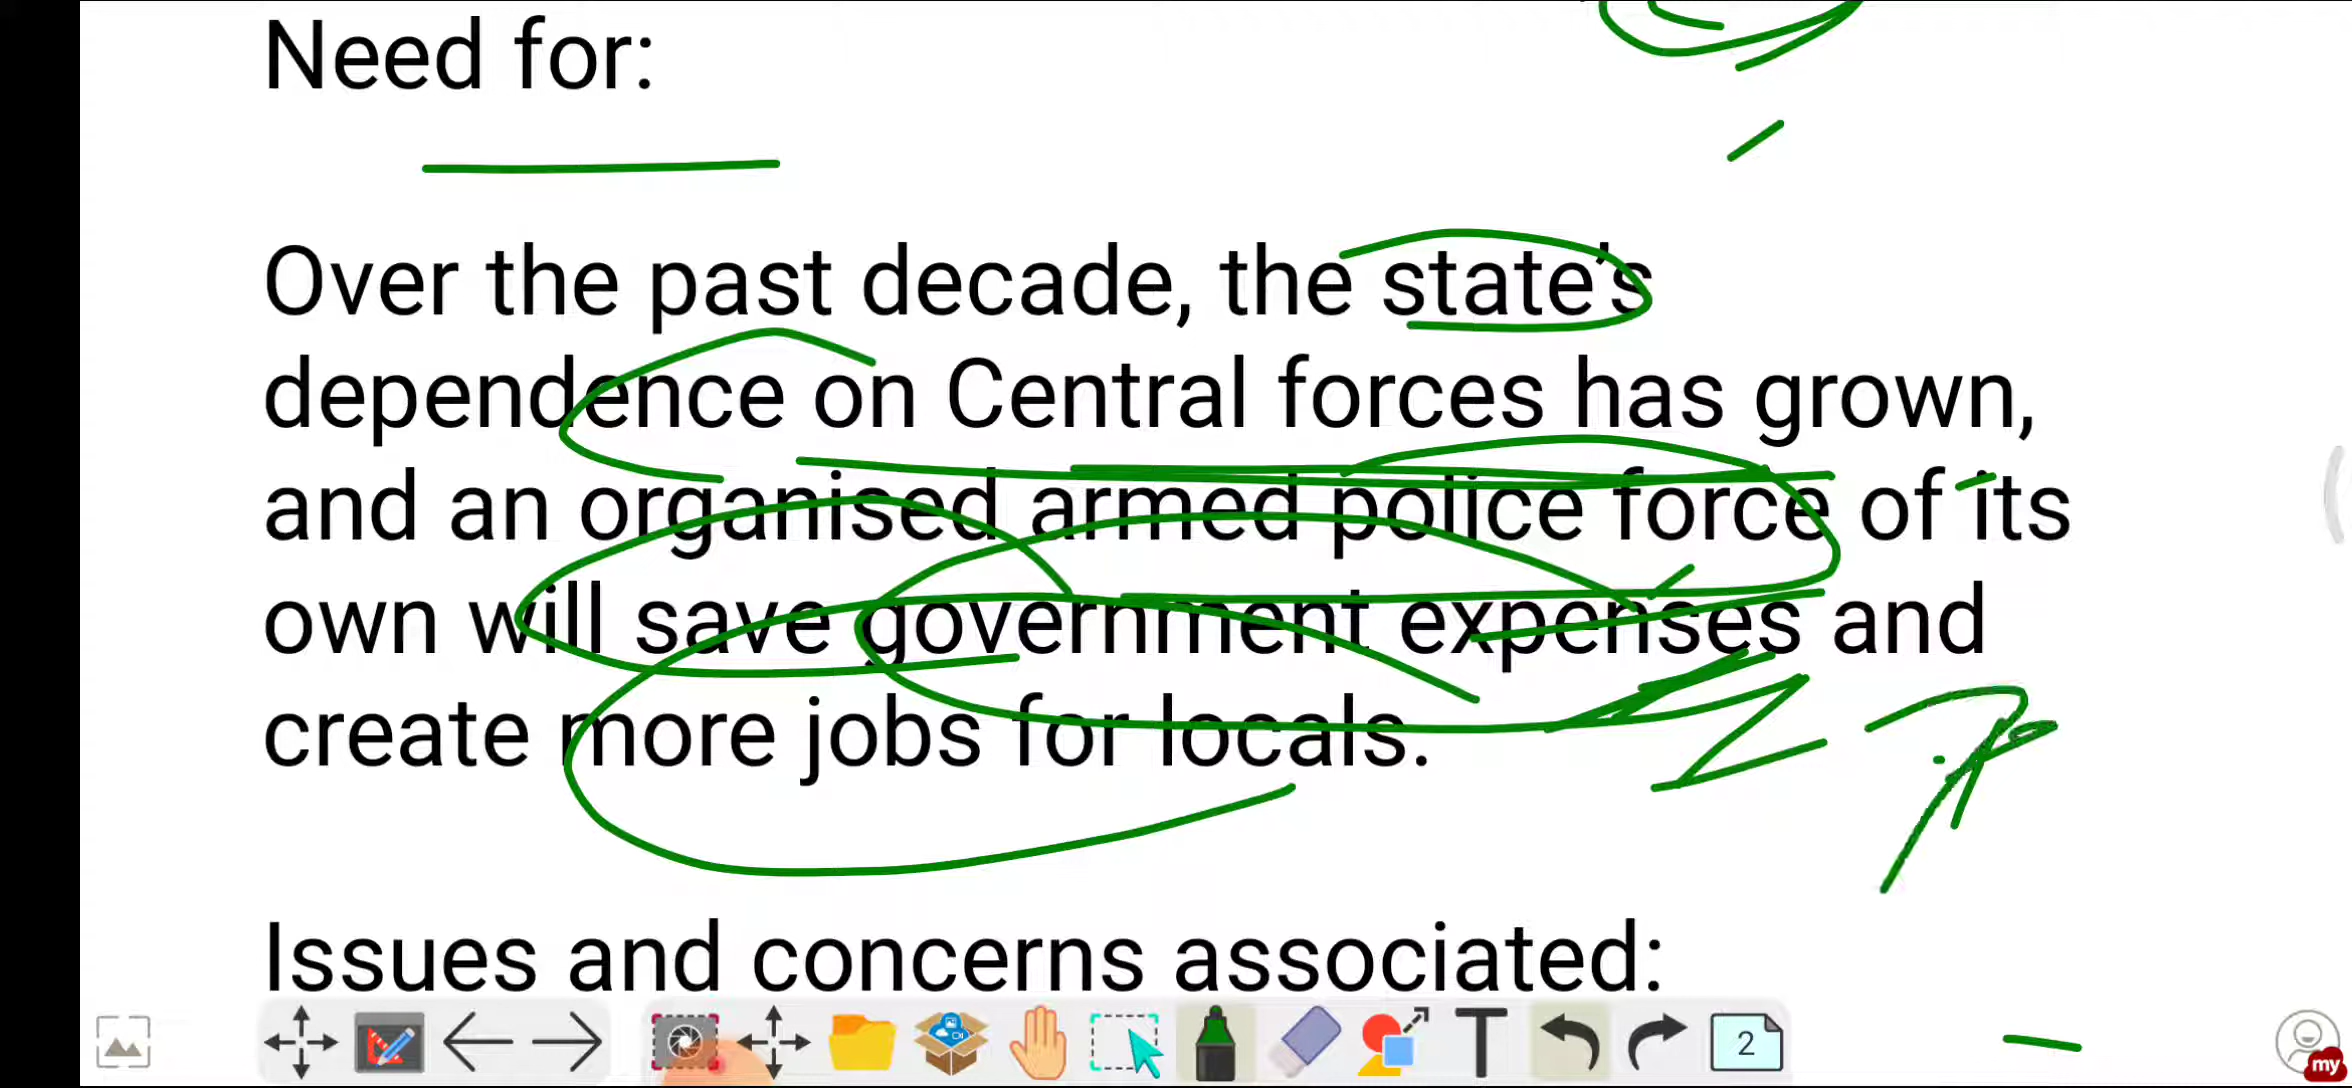 Need for:
Over the past decade, the state's
dependence on Central forces has grown,
and an organised armed police force of its
own will save government expenses and
create more jobs for locals.
Issues and concerns associated:
T
2
my